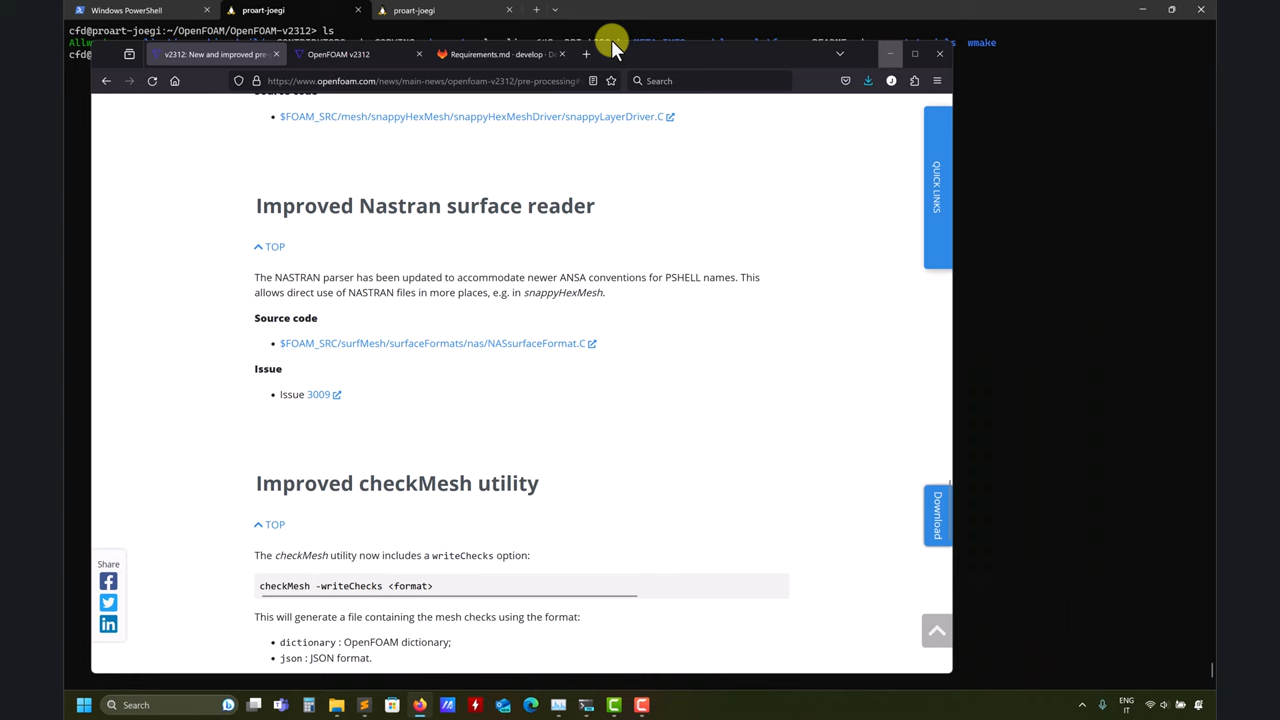 Windows PowerShell
proart-joegi
proart-joegi
cfd@proart-joegi:~/OpenFOAM/OpenFOAM-v2312> ls
wmake
cfd@
v2312: New and improved pre-
OpenFOAM v2312
Requirements.md · develop · De
https://www.openfoam.com/news/main-news/openfoam-v2312/pre-processing#
Search
Source code
$FOAM_SRC/mesh/snappyHexMesh/snappyHexMeshDriver/snappyLayerDriver.C
QUICK LINKS
Improved Nastran surface reader
TOP
The NASTRAN parser has been updated to accommodate newer ANSA conventions for PSHELL names. This
allows direct use of NASTRAN files in more places, e.g. in snappyHexMesh.
Source code
$FOAM_SRC/surfMesh/surfaceFormats/nas/NASsurfaceFormat.C
Issue
Issue 3009
Improved checkMesh utility
Download
TOP
The checkMesh utility now includes a writeChecks option:
Share
checkMesh -writeChecks <format>
This will generate a file containing the mesh checks using the format:
dictionary : OpenFOAM dictionary;
json : JSON format.
Search
ENG
IT